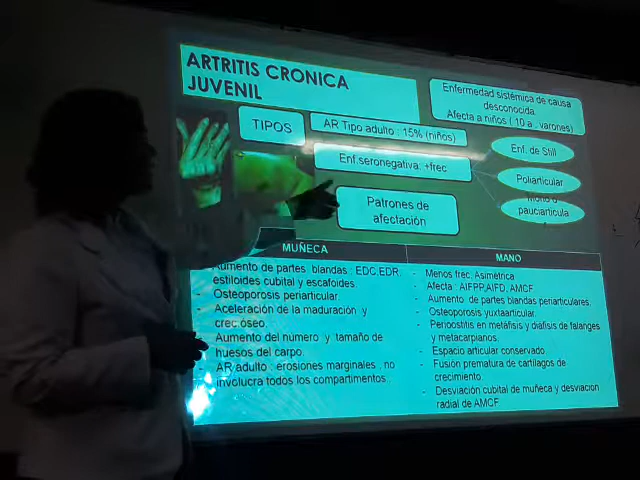 ARTRITIS CRONICA
JUVENIL
Enfermedad sistémica de causa
desconocida.
Afecta a niños ( 10 a , varones)
TIPOS
AR Tipo adulto : 15% (niños)
Enf.seronegativa: +frec
Enf. de Still
Poliarticular
Mono o
pauciarticula
Patrones de
afectación
MUÑECA
Aumento de partes blandas : EDC,EDR,
estiloides cubital y escafoides.
- Osteoporosis periarticular.
- Aceleración de la maduración y
crec.óseo.
- Aumento del número y tamaño de
huesos del carpo.
- AR adulto : erosiones marginales , no
involucra todos los compartimentos.
MANO
- Menos frec. Asimétrica
- Afecta : AIFPP,AIFD, AMCF
- Aumento de partes blandas periarticulares.
- Osteoporosis yuxtaarticular.
- Periostitis en metáfisis y diáfisis de falanges
y metacarpianos.
- Espacio articular conservado.
- Fusión prematura de cartílagos de
crecimiento.
- Desviación cubital de muñeca y desviación
radial de AMCF